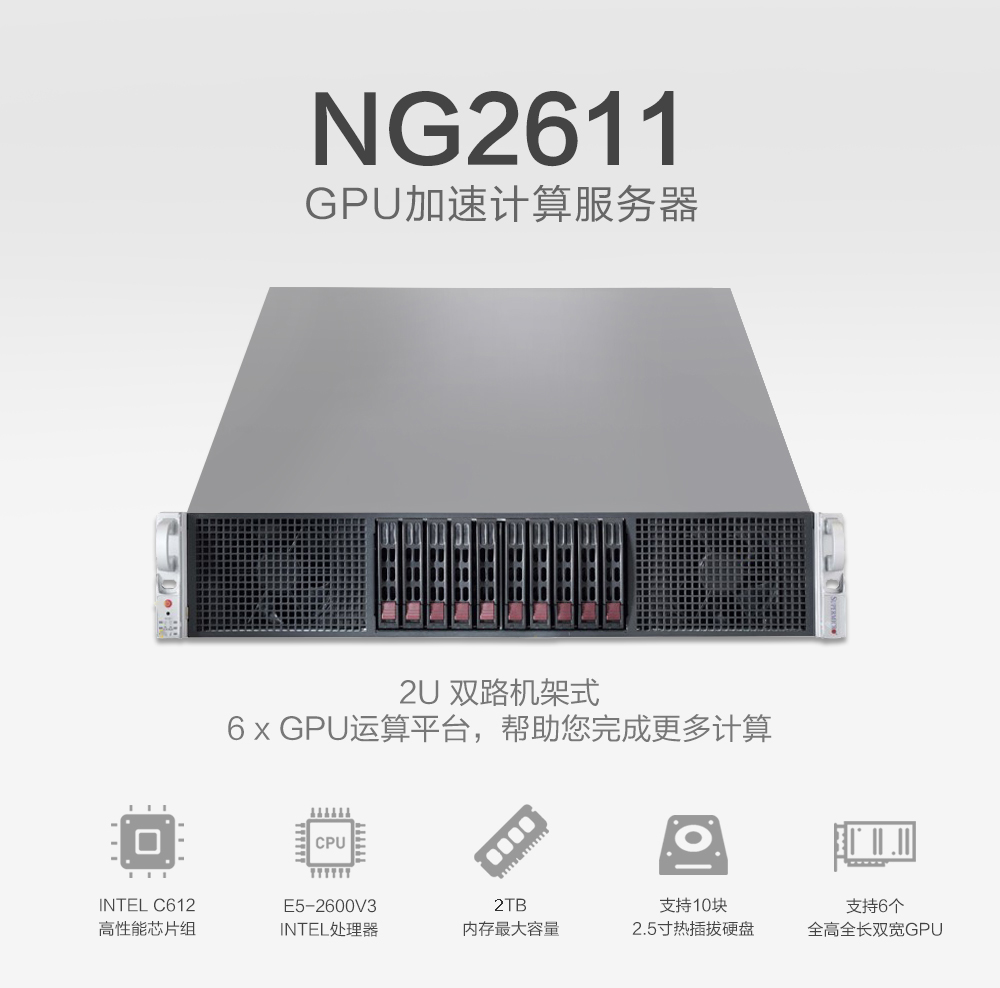 NG2611
GPU加速计算服务器
2U 双路机架式
6 x GPU运算平台，帮助您完成更多计算
CPU
INTEL C612
高性能芯片组
E5-2600V3
INTEL处理器
2TB
内存最大容量
支持10块
2.5寸热插拔硬盘
支持6个
全高全长双宽GPU